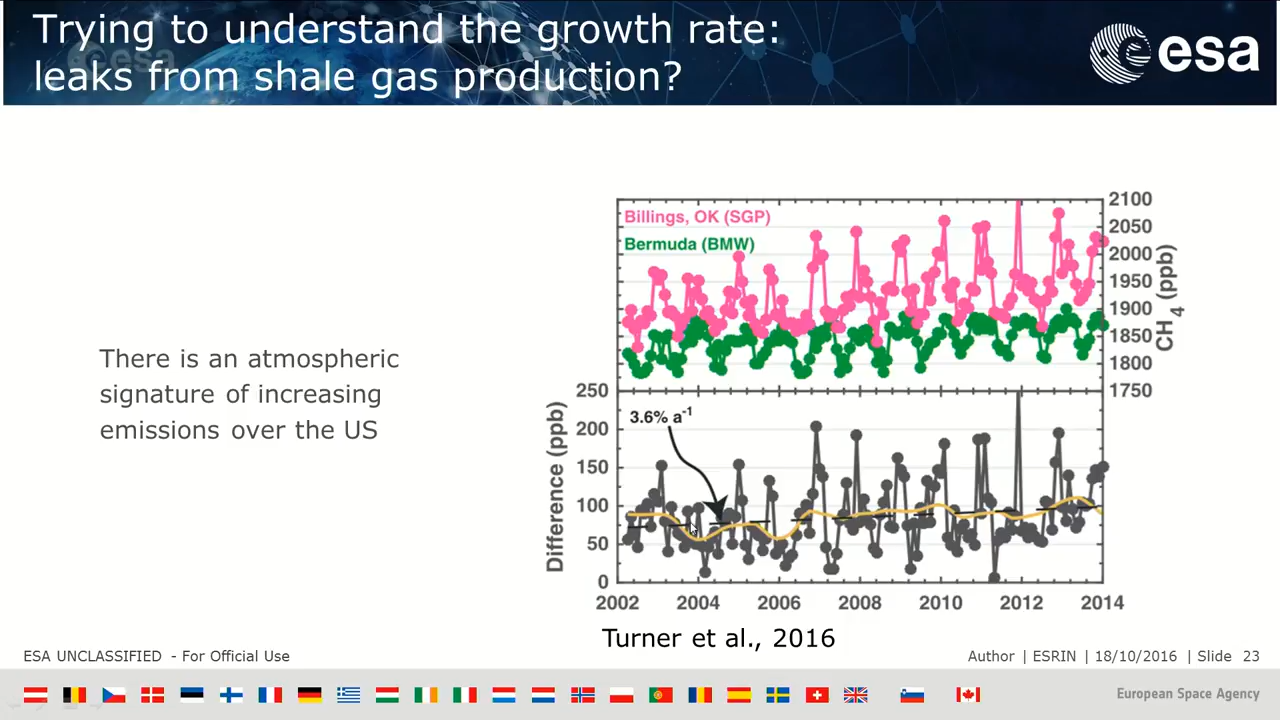 Trying to understand the growth rate:
leaks from shale gas production?
esa
There is an atmospheric
signature of increasing
emissions over the US
Billings, OK (SGP)
Bermuda (BMW)
2100
2050
2000
1950
1900
1850
1800
1750
CH4 (ppb)
250
200
150
100
50
0
Difference (ppb)
3.6% a-1
2002 2004 2006 2008 2010 2012 2014
Turner et al., 2016
ESA UNCLASSIFIED - For Official Use
Author | ESRIN | 18/10/2016 | Slide 23
European Space Agency